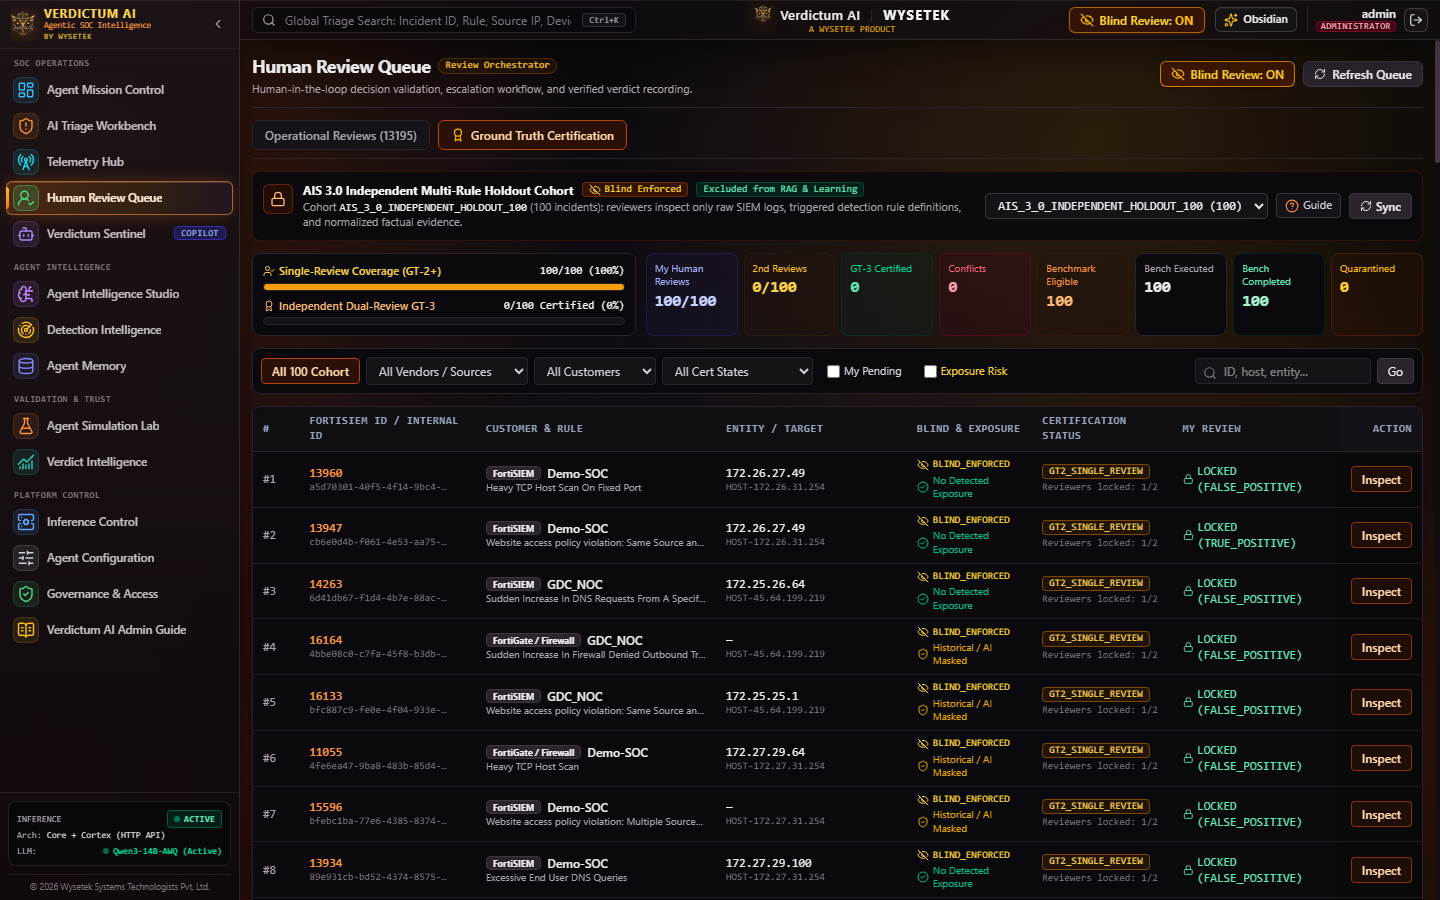 VERDICTUM AI
Agentic SOC Intelligence
BY WYSETEK
Ctrl+K
Verdictum AI | WYSETEK
A WYSETEK PRODUCT
Blind Review: ON
Obsidian
admin
ADMINISTRATOR
Global Triage Search: Incident ID, Rule, Source IP,
SOC OPERATIONS
Agent Mission Control
AI Triage Workbench
Telemetry Hub
Human Review Queue
Verdictum Sentinel
COPILOT
AGENT INTELLIGENCE
Agent Intelligence Studio
Detection Intelligence
Agent Memory
VALIDATION & TRUST
Agent Simulation Lab
Verdict Intelligence
PLATFORM CONTROL
Inference Control
Agent Configuration
Governance & Access
Verdictum AI Admin Guide
INFERENCE
ACTIVE
Arch: Core + Cortex (HTTP API)
LLM: Qwen3-14B-AWQ (Active)
© 2026 Wysetek Systems Technologists Pvt. Ltd.
Human Review Queue
Review Orchestrator
Human-in-the-loop decision validation, escalation workflow, and verified verdict recording.
Blind Review: ON
Refresh Queue
Operational Reviews (13195)
Ground Truth Certification
AIS 3.0 Independent Multi-Rule Holdout Cohort
Blind Enforced
Excluded from RAG & Learning
Cohort AIS_3_0_INDEPENDENT_HOLDOUT_100 (100 incidents): reviewers inspect only raw SIEM logs, triggered detection rule definitions,
and normalized factual evidence.
AIS_3_0_INDEPENDENT_HOLDOUT_100 (100)
Guide
Sync
Single-Review Coverage (GT-2+)
100/100 (100%)
Independent Dual-Review GT-3
0/100 Certified (0%)
My Human
Reviews
100/100
2nd Reviews
0/100
GT-3 Certified
0
Conflicts
0
Benchmark
Eligible
100
Bench Executed
100
Bench
Completed
100
Quarantined
0
All 100 Cohort
All Vendors / Sources
All Customers
All Cert States
My Pending
Exposure Risk
ID, host, entity...
Go
#
FORTISIEM ID / INTERNAL
ID
CUSTOMER & RULE
ENTITY / TARGET
BLIND & EXPOSURE
CERTIFICATION
STATUS
MY REVIEW
ACTION
#1
13960
a5d70301-40f5-4f14-9bc4-…
FortiSIEM Demo-SOC
Heavy TCP Host Scan On Fixed Port
172.26.27.49
HOST-172.26.31.254
BLIND_ENFORCED
No Detected
Exposure
GT2_SINGLE_REVIEW
Reviewers locked: 1/2
LOCKED
(FALSE_POSITIVE)
Inspect
#2
13947
cb6e0d4b-f061-4e53-aa75-…
FortiSIEM Demo-SOC
Website access policy violation: Same Source an…
172.26.27.49
HOST-172.26.31.254
BLIND_ENFORCED
No Detected
Exposure
GT2_SINGLE_REVIEW
Reviewers locked: 1/2
LOCKED
(TRUE_POSITIVE)
Inspect
#3
14263
6d41db67-f1d4-4b7e-88ac-…
FortiSIEM GDC_NOC
Sudden Increase In DNS Requests From A Specif…
172.25.26.64
HOST-45.64.199.219
BLIND_ENFORCED
No Detected
Exposure
GT2_SINGLE_REVIEW
Reviewers locked: 1/2
LOCKED
(FALSE_POSITIVE)
Inspect
#4
16164
4bbe08c0-c7fa-45f8-b3db-…
FortiGate / Firewall GDC_NOC
Sudden Increase In Firewall Denied Outbound Tr…
—
HOST-45.64.199.219
BLIND_ENFORCED
Historical / AI
Masked
GT2_SINGLE_REVIEW
Reviewers locked: 1/2
LOCKED
(FALSE_POSITIVE)
Inspect
#5
16133
bfc887c9-fe0e-4f04-933e-…
FortiSIEM GDC_NOC
Website access policy violation: Same Source an…
172.25.25.1
HOST-45.64.199.219
BLIND_ENFORCED
Historical / AI
Masked
GT2_SINGLE_REVIEW
Reviewers locked: 1/2
LOCKED
(FALSE_POSITIVE)
Inspect
#6
11055
4fe6ea47-9ba8-483b-85d4-…
FortiGate / Firewall Demo-SOC
Heavy TCP Host Scan
172.27.29.64
HOST-172.27.31.254
BLIND_ENFORCED
Historical / AI
Masked
GT2_SINGLE_REVIEW
Reviewers locked: 1/2
LOCKED
(FALSE_POSITIVE)
Inspect
#7
15596
bfebc1ba-77e6-4385-8374-…
FortiSIEM Demo-SOC
Website access policy violation: Multiple Source…
—
HOST-172.27.31.254
BLIND_ENFORCED
Historical / AI
Masked
GT2_SINGLE_REVIEW
Reviewers locked: 1/2
LOCKED
(FALSE_POSITIVE)
Inspect
#8
13934
89e931cb-bd52-4374-8575-…
FortiSIEM Demo-SOC
Excessive End User DNS Queries
172.27.29.100
HOST-172.27.31.254
BLIND_ENFORCED
No Detected
Exposure
GT2_SINGLE_REVIEW
Reviewers locked: 1/2
LOCKED
(FALSE_POSITIVE)
Inspect